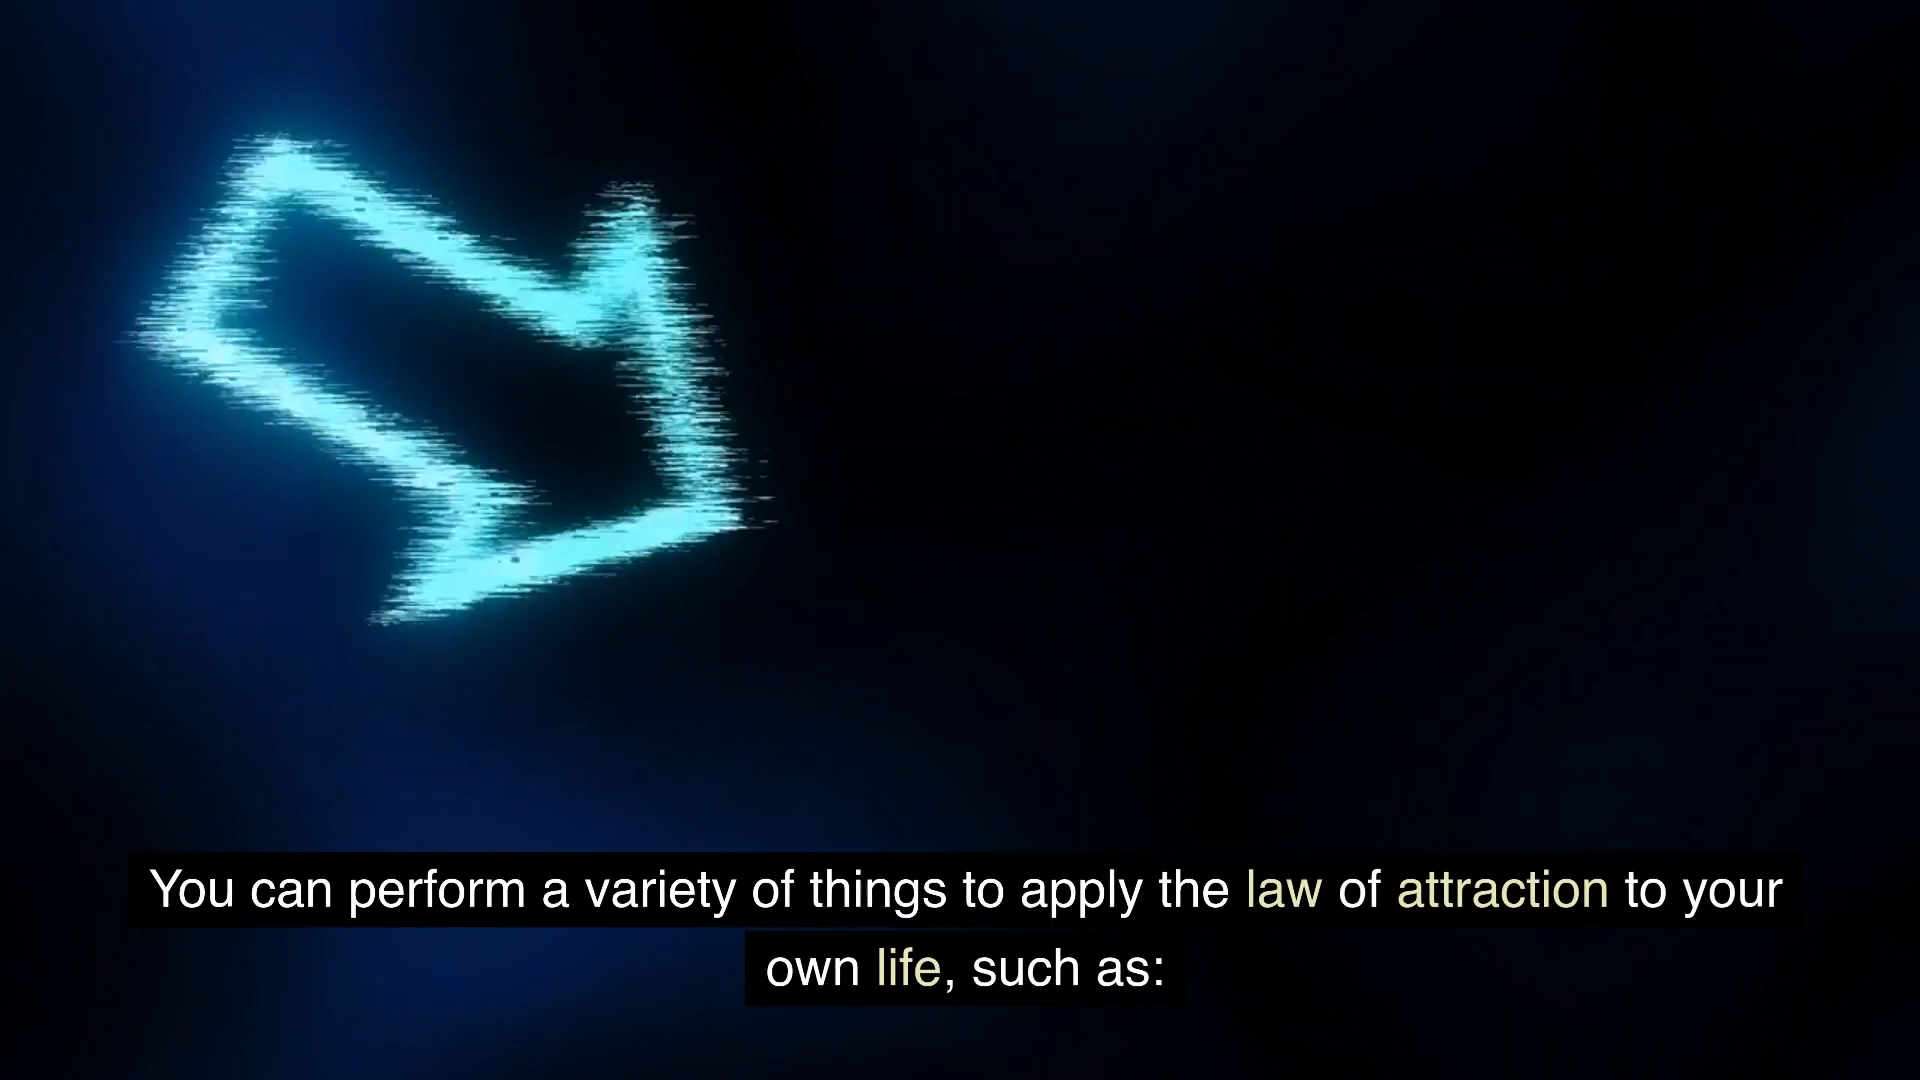 You can perform a variety of things to apply the law of attraction to your
own life, such as: